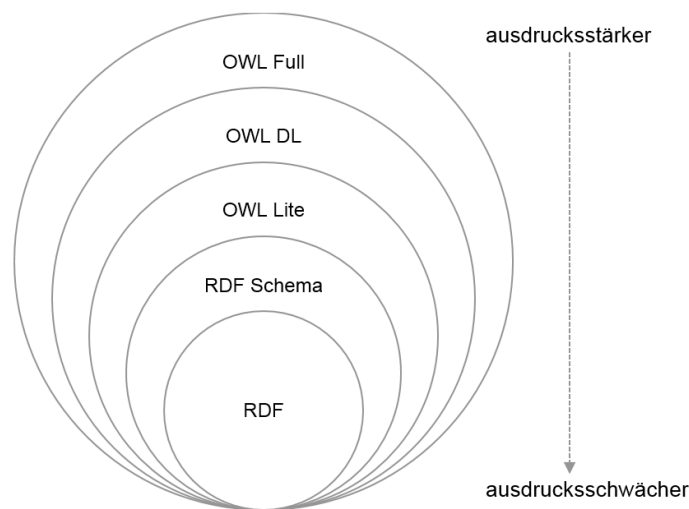 ausdrucksstärker
OWL Full
OWL DL
OWL Lite
RDF Schema
RDF
ausdrucksschwächer